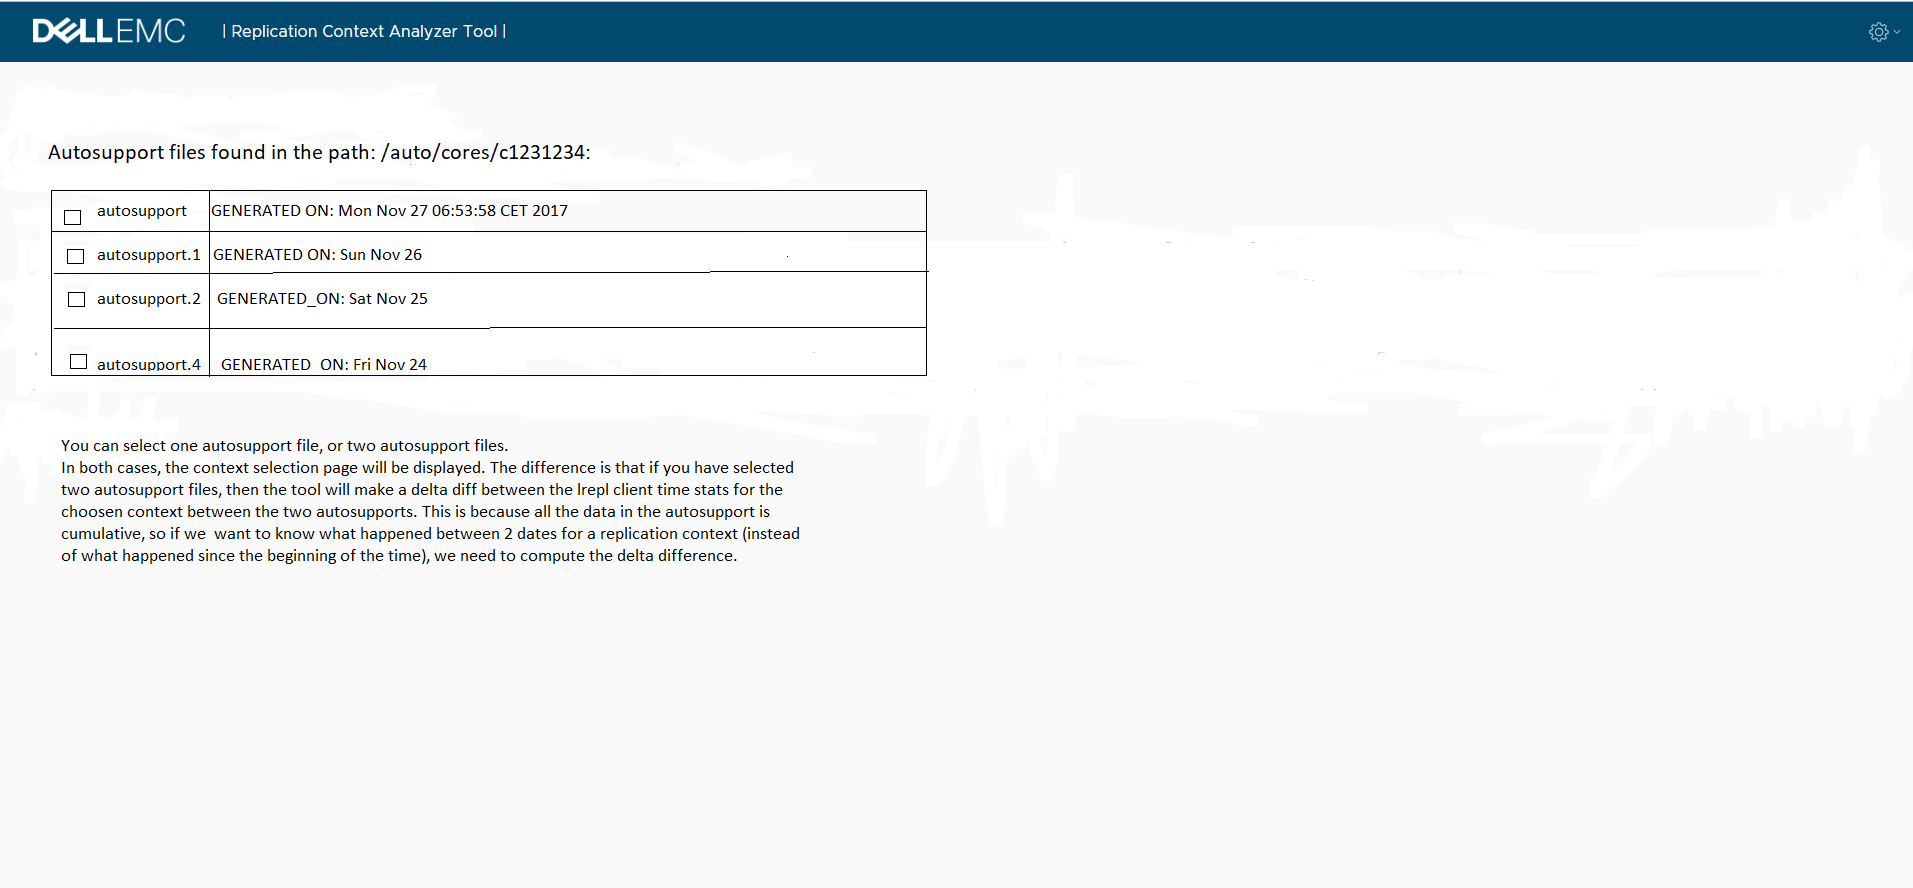 DELLEMC | Replication Context Analyzer Tool |
Autosupport files found in the path: /auto/cores/c1231234:
autosupport GENERATED ON: Mon Nov 27 06:53:58 CET 2017
autosupport.1 GENERATED ON: Sun Nov 26
autosupport.2 GENERATED_ON: Sat Nov 25
autosupport.4 GENERATED_ON: Fri Nov 24
You can select one autosupport file, or two autosupport files.
In both cases, the context selection page will be displayed. The difference is that if you have selected
two autosupport files, then the tool will make a delta diff between the lrepl client time stats for the
choosen context between the two autosupports. This is because all the data in the autosupport is
cumulative, so if we  want to know what happened between 2 dates for a replication context (instead
of what happened since the beginning of the time), we need to compute the delta difference.